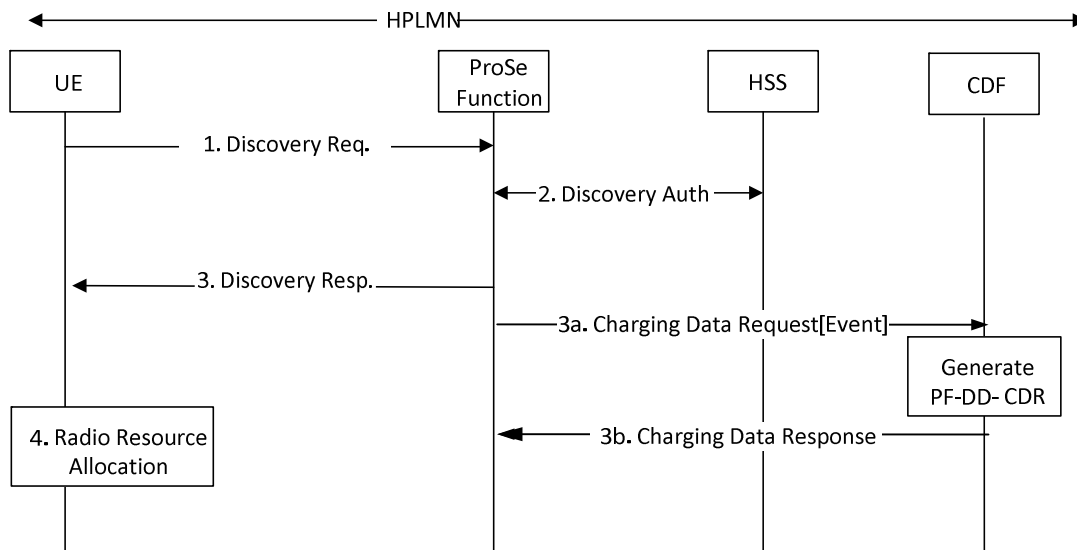 HPLMN
UE
ProSe
Function
HSS
CDF
1. Discovery Req.
2. Discovery Auth
3. Discovery Resp.
3a. Charging Data Request[Event]
Generate
PF-DD- CDR
4. Radio Resource
Allocation
3b. Charging Data Response